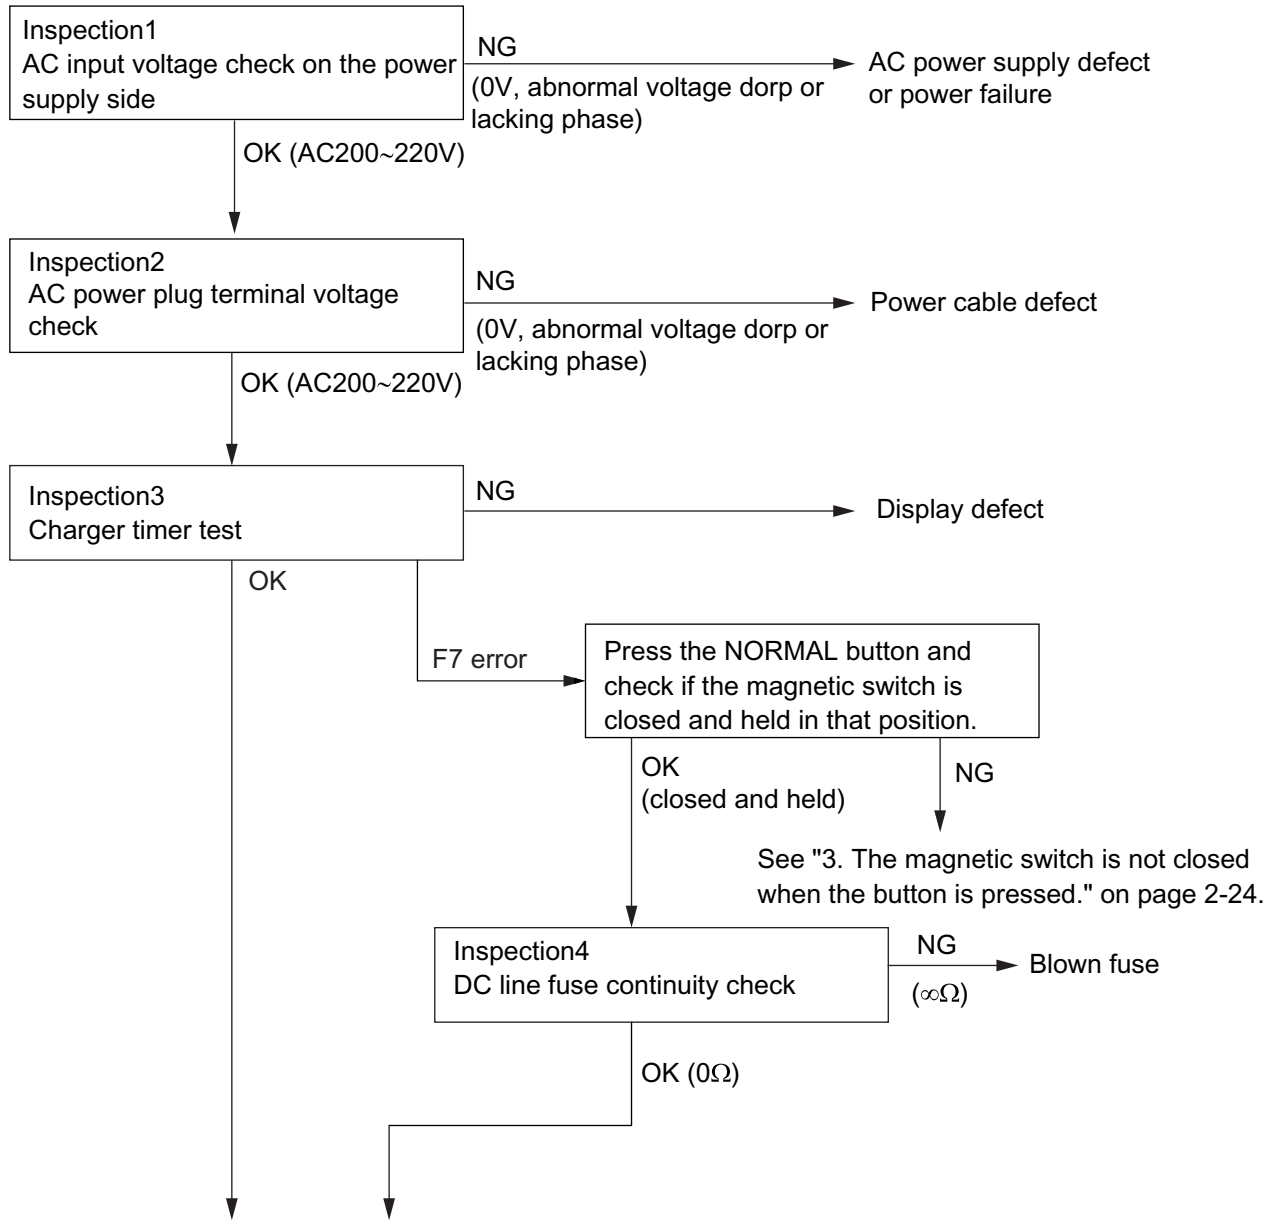 Inspection1
AC input voltage check on the power
supply side
NG
(0V, abnormal voltage dorp or
lacking phase)
AC power supply defect
or power failure
OK (AC200~220V)
Inspection2
AC power plug terminal voltage
check
NG
(0V, abnormal voltage dorp or
lacking phase)
Power cable defect
OK (AC200~220V)
Inspection3
Charger timer test
NG
Display defect
OK
F7 error
Press the NORMAL button and
check if the magnetic switch is
closed and held in that position.
OK
(closed and held)
NG
See "3. The magnetic switch is not closed
when the button is pressed." on page 2-24.
Inspection4
DC line fuse continuity check
NG
(∞Ω)
Blown fuse
OK (0Ω)